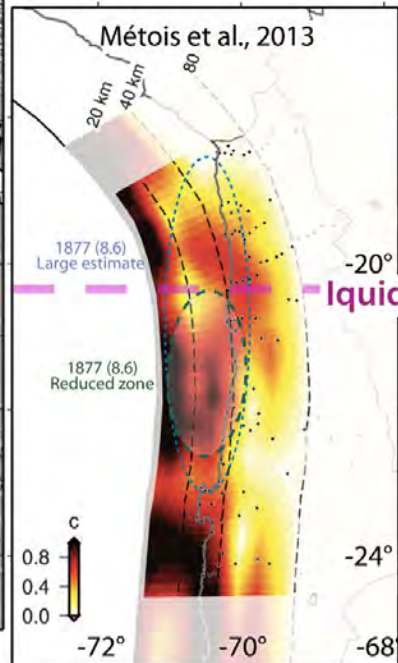 Métois et al., 2013
80
40 km
20 km
1877 (8.6)
Large estimate
-20°
Iquiq
1877 (8.6)
Reduced zone
c
0.8
0.4
0.0
-24°
-72°
-70°
-68°